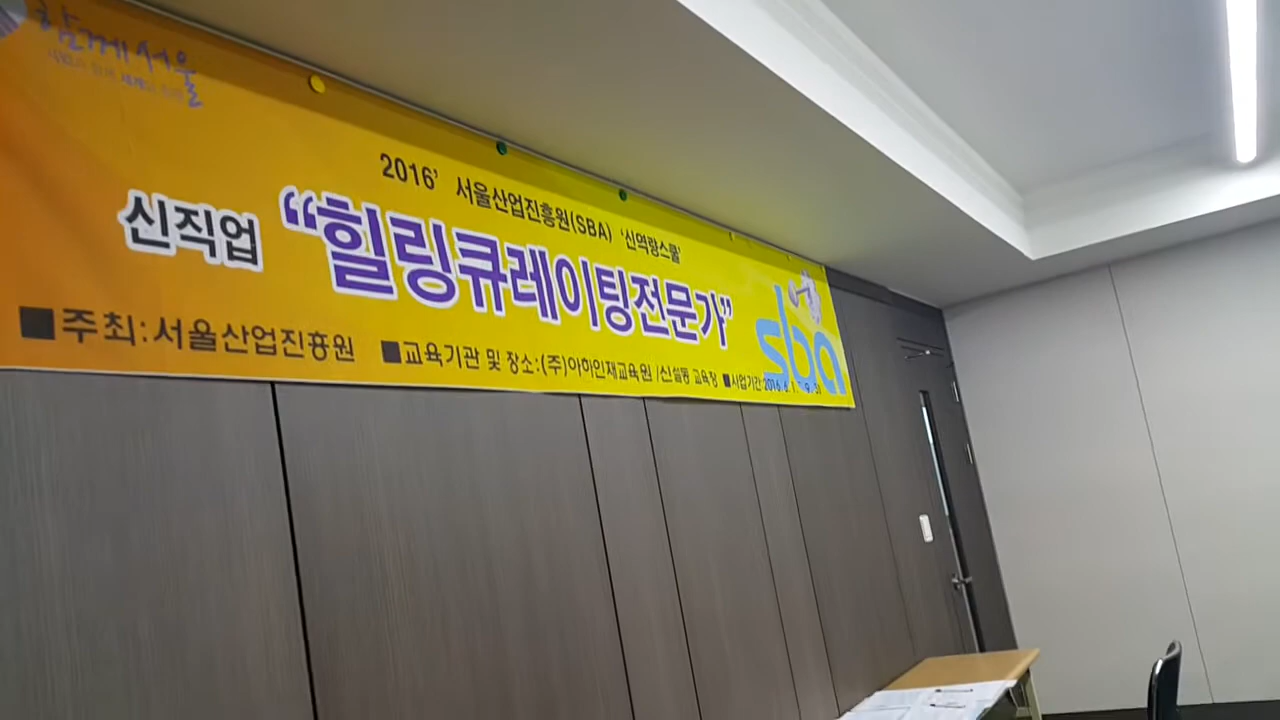 함께서울
2016' 서울산업진흥원(SBA) '신역량스쿨'
신직업 "힐링큐레이팅전문가"
■주최:서울산업진흥원 ■교육기관 및 장소:(주)아하인재교육원 /신설동 교육장 ■사업기간
sba